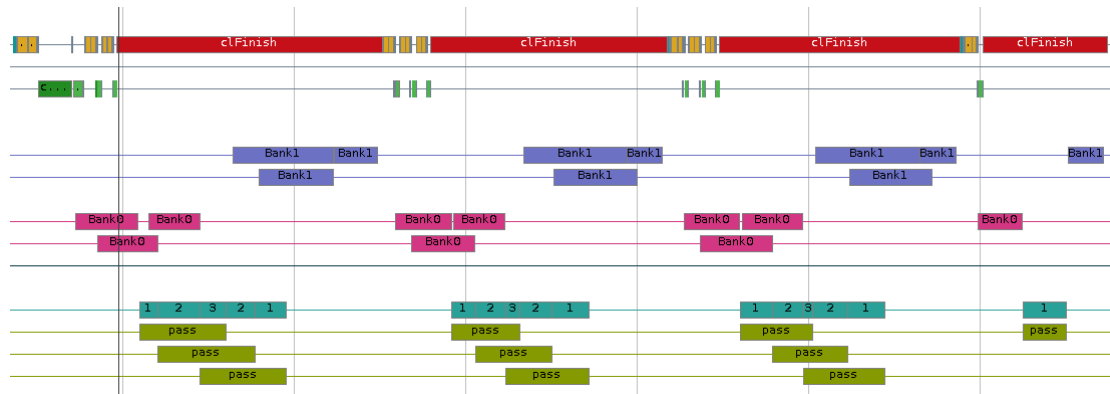 clFinish clFinish clFinish clFinish
c...
Bank1 Bank1 Bank1 Bank1 Bank1 Bank1 Bank1
Bank1 Bank1 Bank1
Bank0 Bank0 Bank0 Bank0 Bank0 Bank0 Bank0
Bank0 Bank0 Bank0
1 2 3 2 1 1 2 3 2 1 1 2 3 2 1 1
pass pass pass pass
pass pass pass
pass pass pass